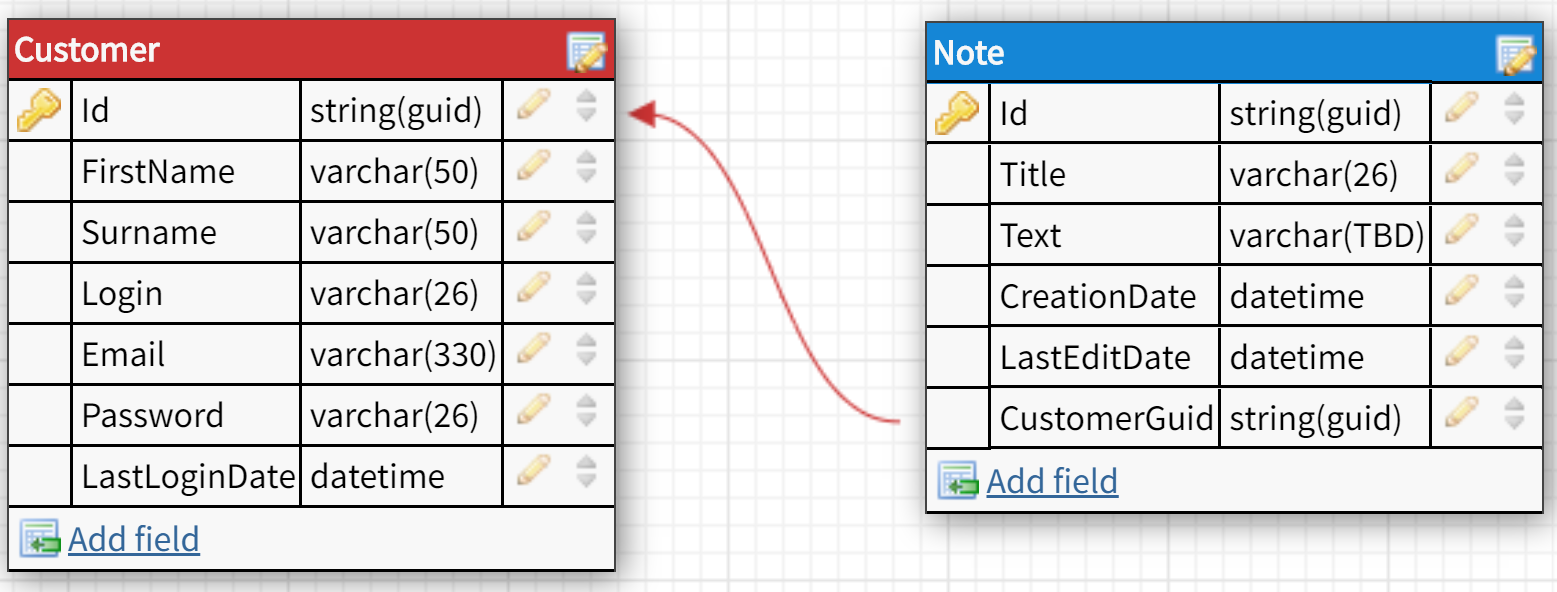 Customer
Id string(guid)
FirstName varchar(50)
Surname varchar(50)
Login varchar(26)
Email varchar(330)
Password varchar(26)
LastLoginDate datetime
Add field
Note
Id string(guid)
Title varchar(26)
Text varchar(TBD)
CreationDate datetime
LastEditDate datetime
CustomerGuid string(guid)
Add field